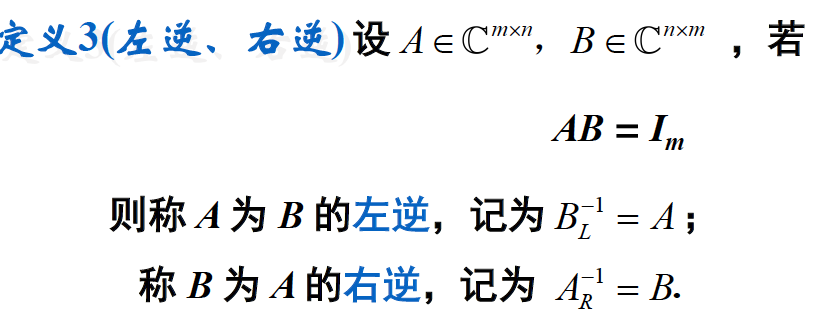 定义3(左逆、右逆) 设 $A \in \mathbb{C}^{m \times n}$，$B \in \mathbb{C}^{n \times m}$ ，若
$AB = I_m$
则称 A 为 B 的左逆，记为 $B_L^{-1} = A$；
称 B 为 A 的右逆，记为 $A_R^{-1} = B$.